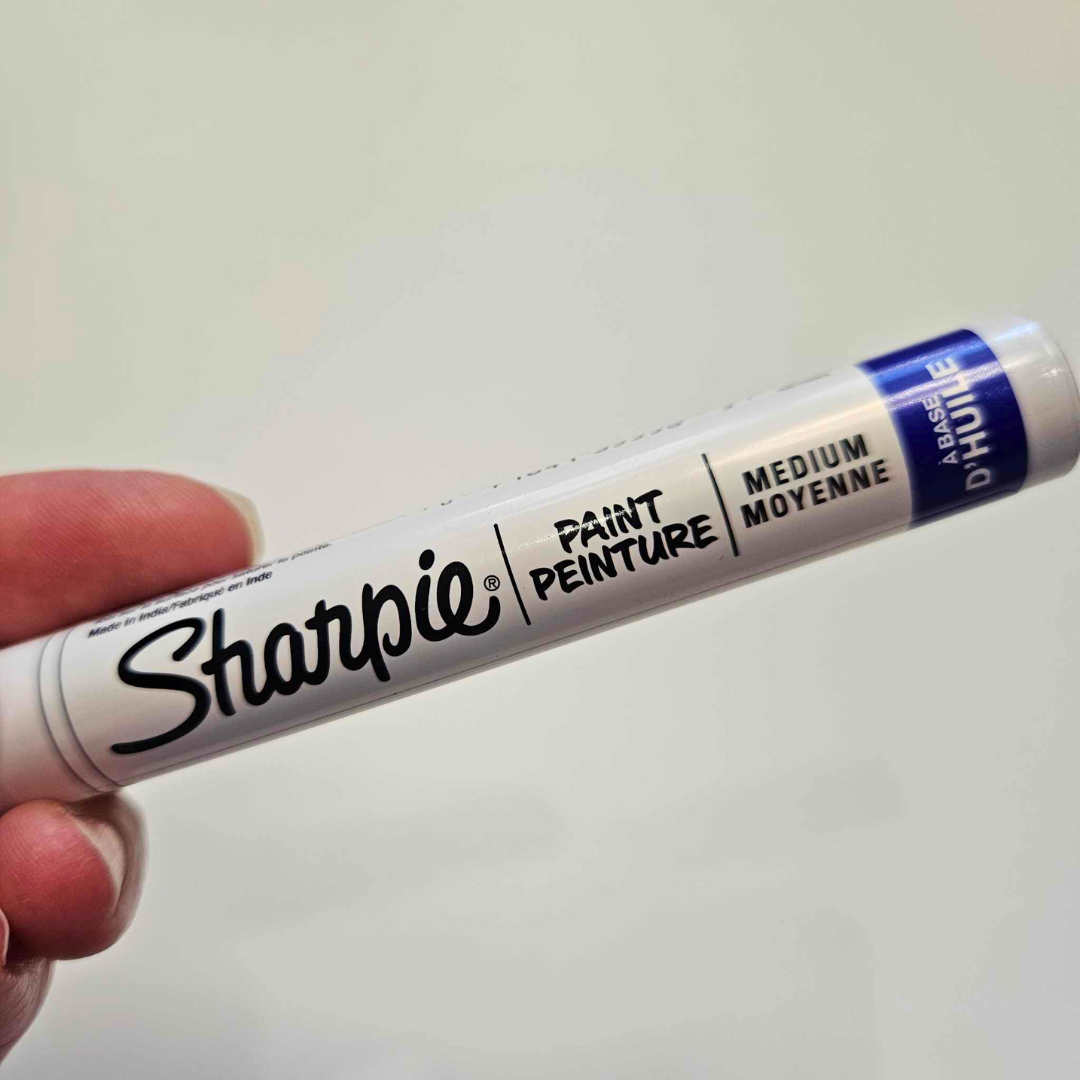 Made in India/Fabriqué en Inde
Sharpie®
PAINT
PEINTURE
MEDIUM
MOYENNE
À BASE
D'HUILE